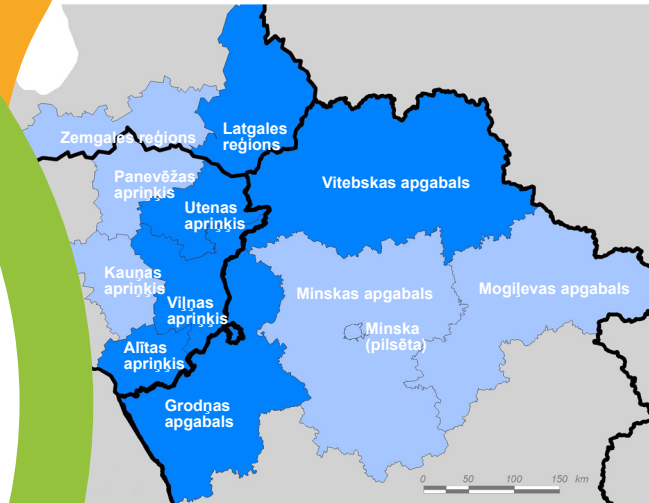 Zemgales reģions
Latgales
reģions
Panevēžas
apriņķis
Utenas
apriņķis
Vitebskas apgabals
Kauņas
apriņķis
Viļņas
apriņķis
Minskas apgabals
Mogiļevas apgabals
Minska
(pilsēta)
Alītas
apriņķis
Grodņas
apgabals
0 50 100 150 km